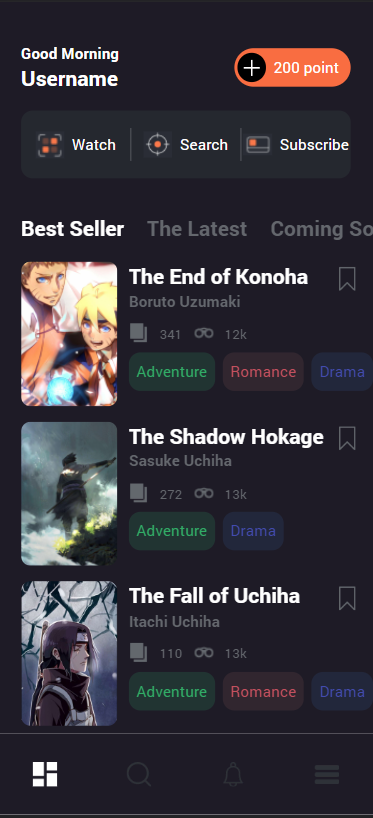 Good Morning
Username
200 point
Watch Search Subscribe
Best Seller The Latest Coming So
The End of Konoha
Boruto Uzumaki
341 12k
Adventure Romance Drama
The Shadow Hokage
Sasuke Uchiha
272 13k
Adventure Drama
The Fall of Uchiha
Itachi Uchiha
110 13k
Adventure Romance Drama